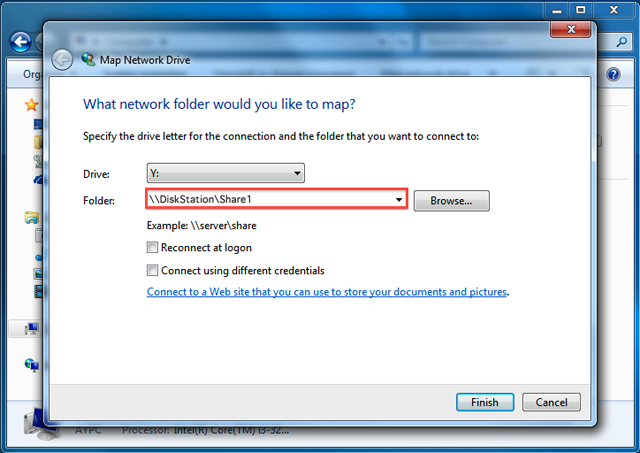 Map Network Drive
What network folder would you like to map?
Specify the drive letter for the connection and the folder that you want to connect to:
Drive: Y:
Folder: \\DiskStation\Share1 Browse...
Example: \\server\share
Reconnect at logon
Connect using different credentials
Connect to a Web site that you can use to store your documents and pictures.
Finish Cancel
AYPC Processor: Intel(R) Core(TM) i3-32...